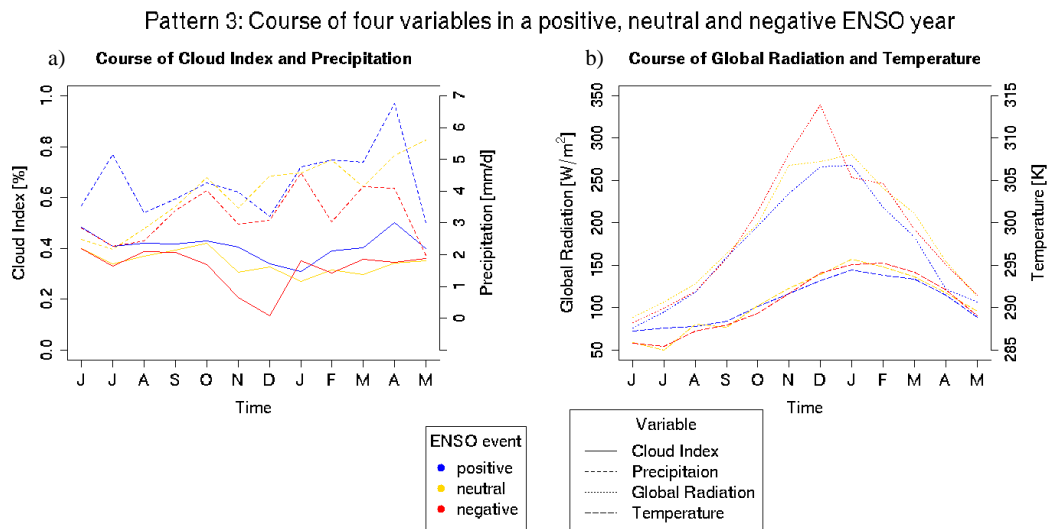 Pattern 3: Course of four variables in a positive, neutral and negative ENSO year
a)
Course of Cloud Index and Precipitation
Cloud Index [%]
1.0
0.8
0.6
0.4
0.2
0.0
7
6
5
4
3
2
1
0
Precipitation [mm/d]
J J A S O N D J F M A M
Time
b)
Course of Global Radiation and Temperature
Global Radiation [W/m²]
350
300
250
200
150
100
50
315
310
305
300
295
290
285
280
Temperature [K]
J J A S O N D J F M A M
Time
ENSO event
positive
neutral
negative
Variable
Cloud Index
Precipitaion
Global Radiation
Temperature